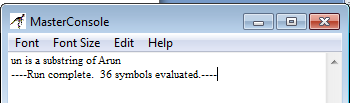 MasterConsole
Font Font Size Edit Help
un is a substring of Arun
----Run complete.  36 symbols evaluated.----